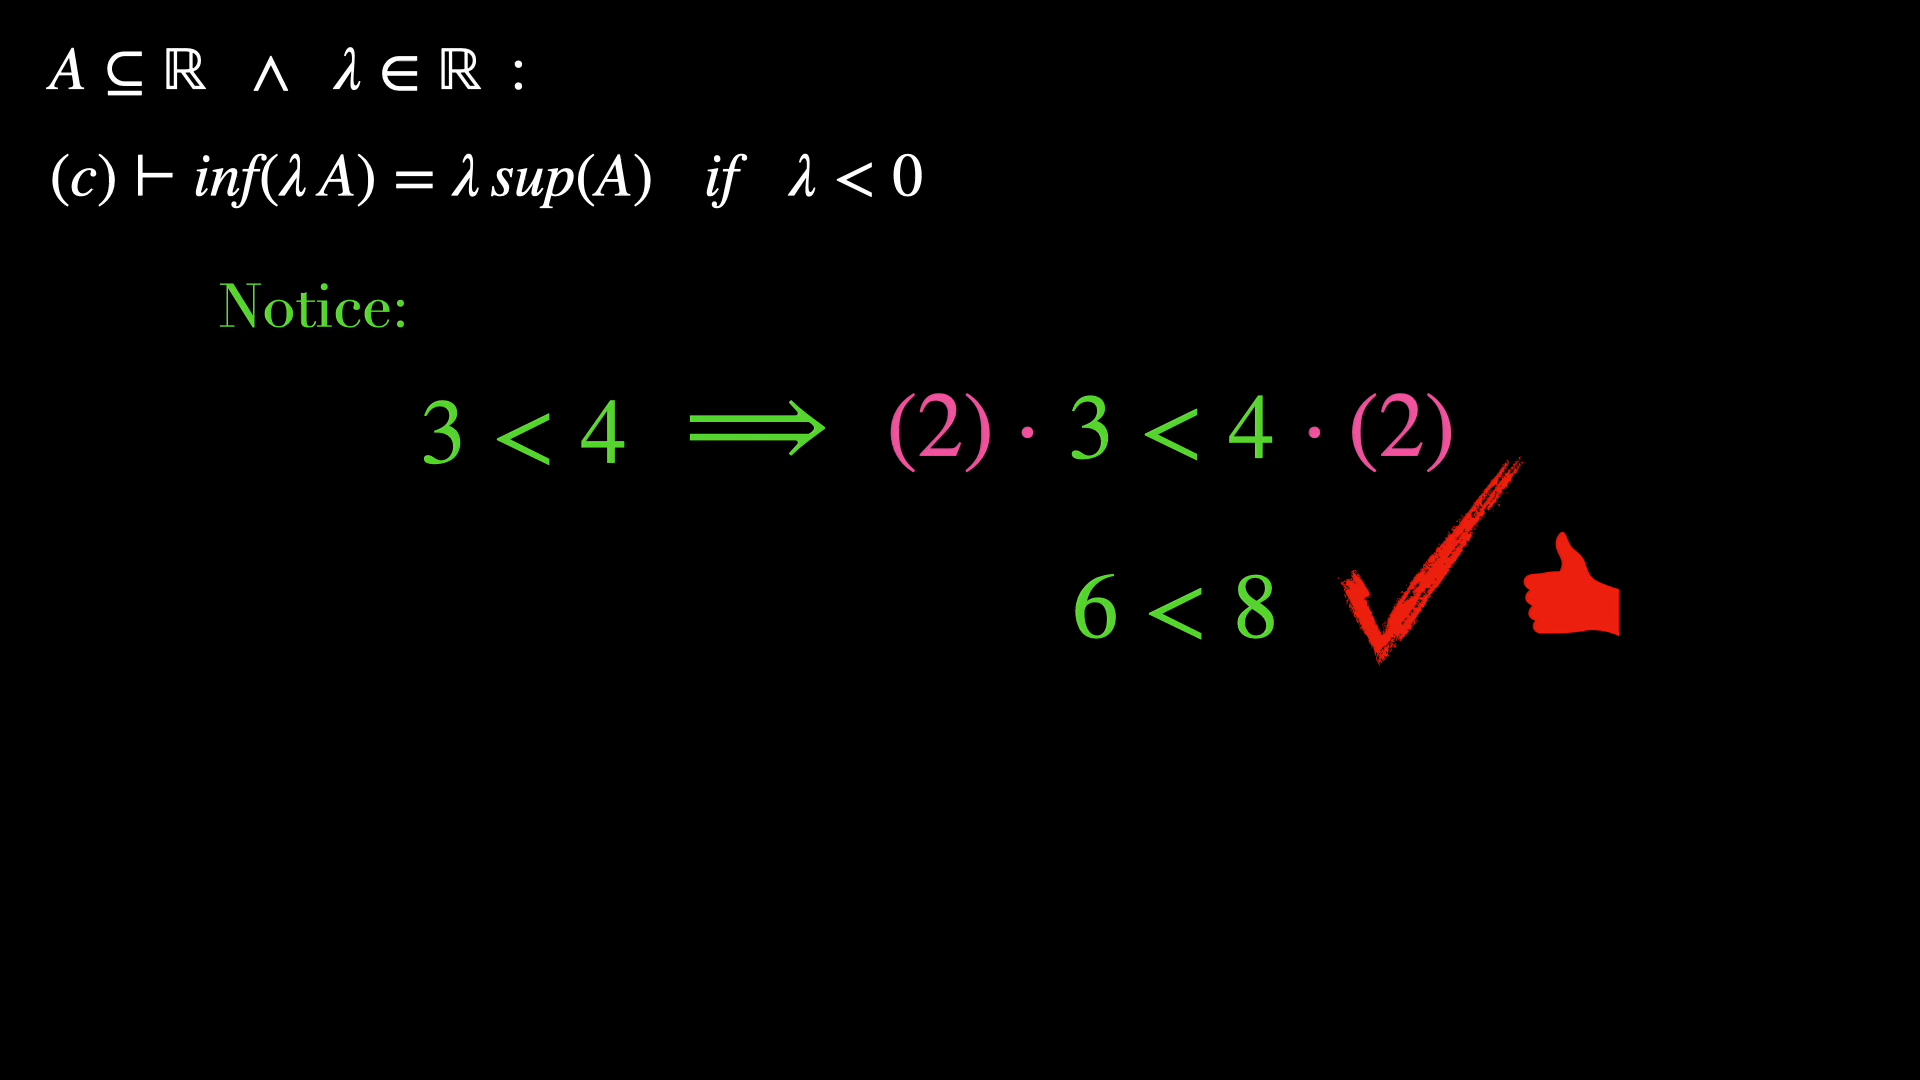 A ⊆ ℝ ∧ λ ∈ ℝ :
(c) ⊢ inf(λ A) = λ sup(A) if λ < 0
Notice:
3 < 4 ⟹ (2) · 3 < 4 · (2)
6 < 8